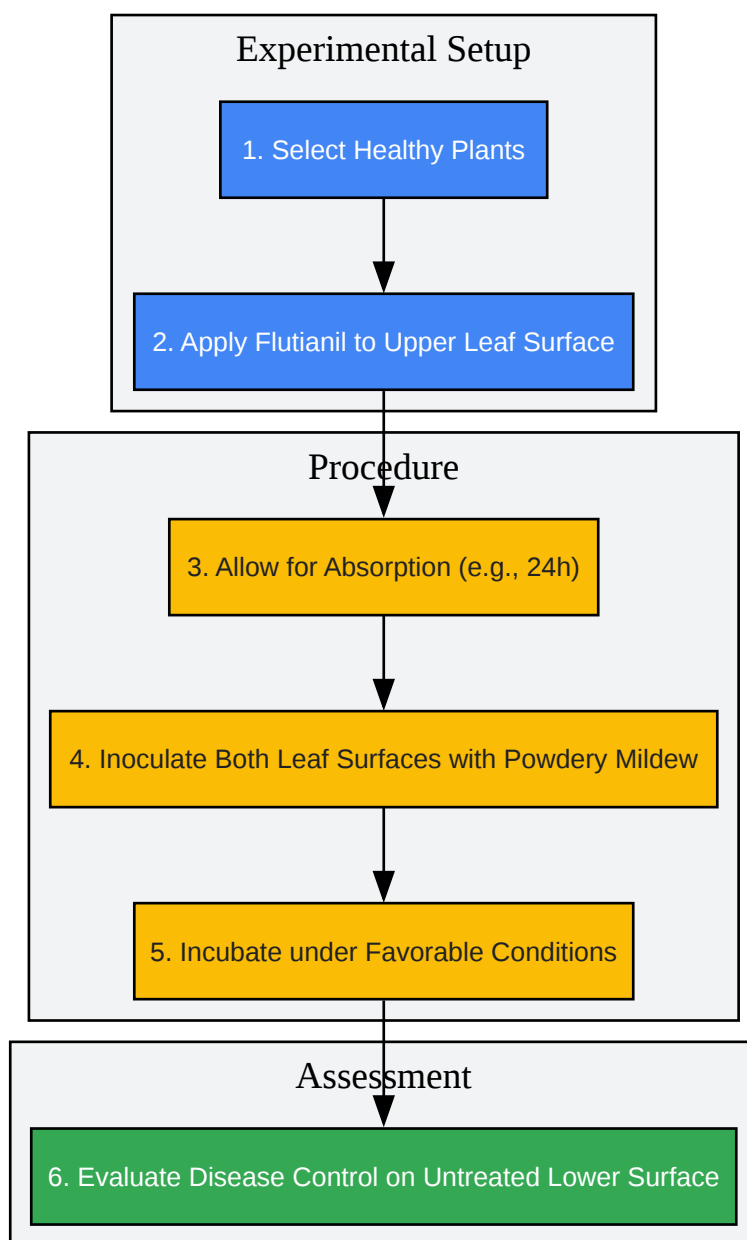 Experimental Setup
1. Select Healthy Plants
2. Apply Flutianil to Upper Leaf Surface
Procedure
3. Allow for Absorption (e.g., 24h)
4. Inoculate Both Leaf Surfaces with Powdery Mildew
5. Incubate under Favorable Conditions
Assessment
6. Evaluate Disease Control on Untreated Lower Surface